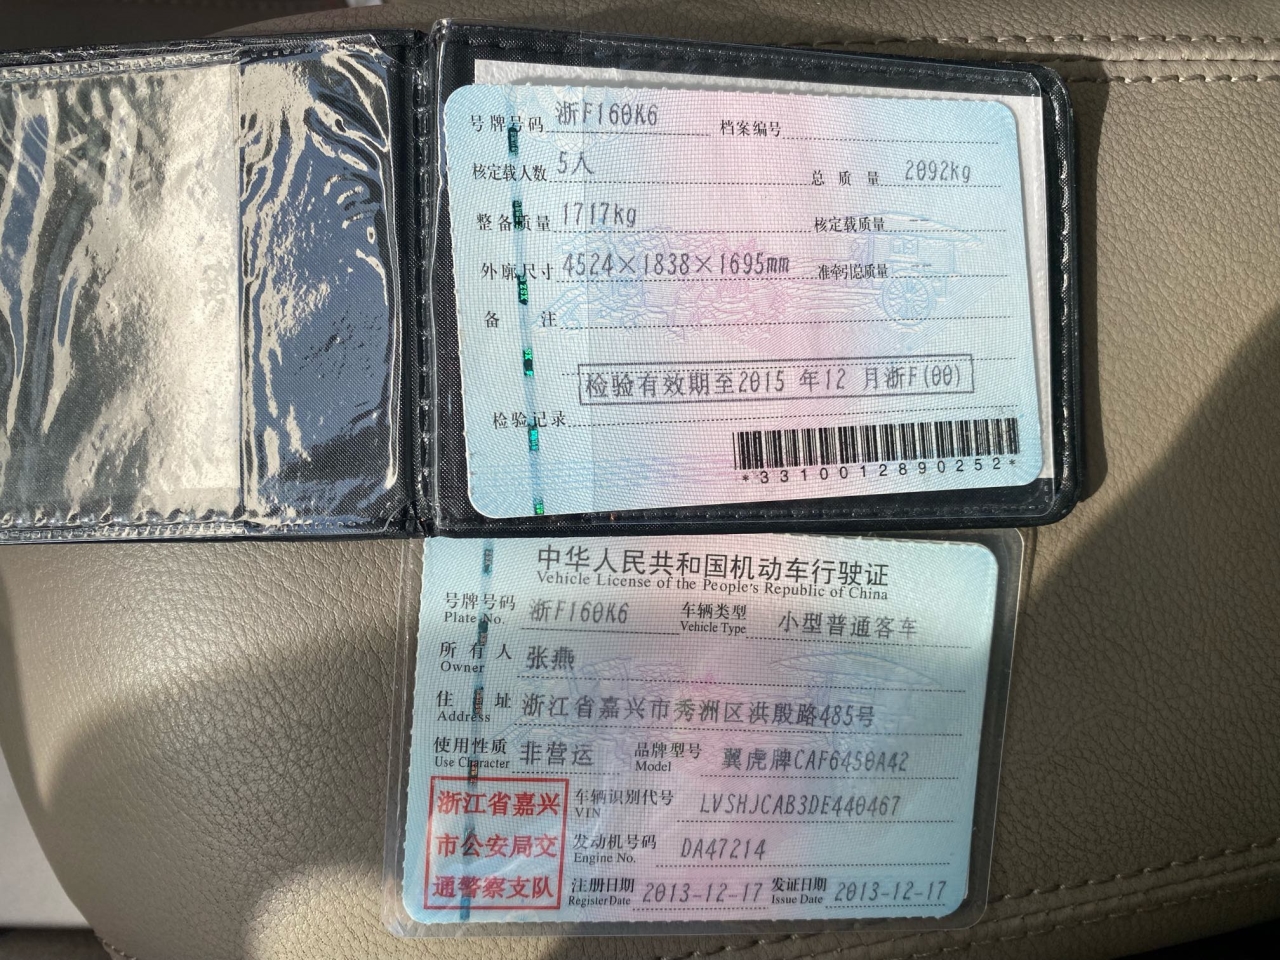 号牌号码 浙F160K6 档案编号
核定载人数 5人 总质量 2092kg
整备质量 1717kg 核定载质量 --
外廓尺寸 4524×1838×1695mm 准牵引总质量 --
备注
检验有效期至2015 年12 月浙F(00)
检验记录
*3310012890252*
中华人民共和国机动车行驶证
Vehicle License of the People's Republic of China
号牌号码 浙F160K6 车辆类型 小型普通客车
Plate No. Vehicle Type
所有人 张燕
Owner
住址 浙江省嘉兴市秀洲区洪殷路485号
Address
使用性质 非营运 品牌型号 翼虎牌CAF6450A42
Use Character Model
浙江省嘉兴
市公安局交
通警察支队
车辆识别代号 LVSHJCAB3DE440467
VIN
发动机号码 DA47214
Engine No.
注册日期 2013-12-17 发证日期 2013-12-17
Register Date Issue Date